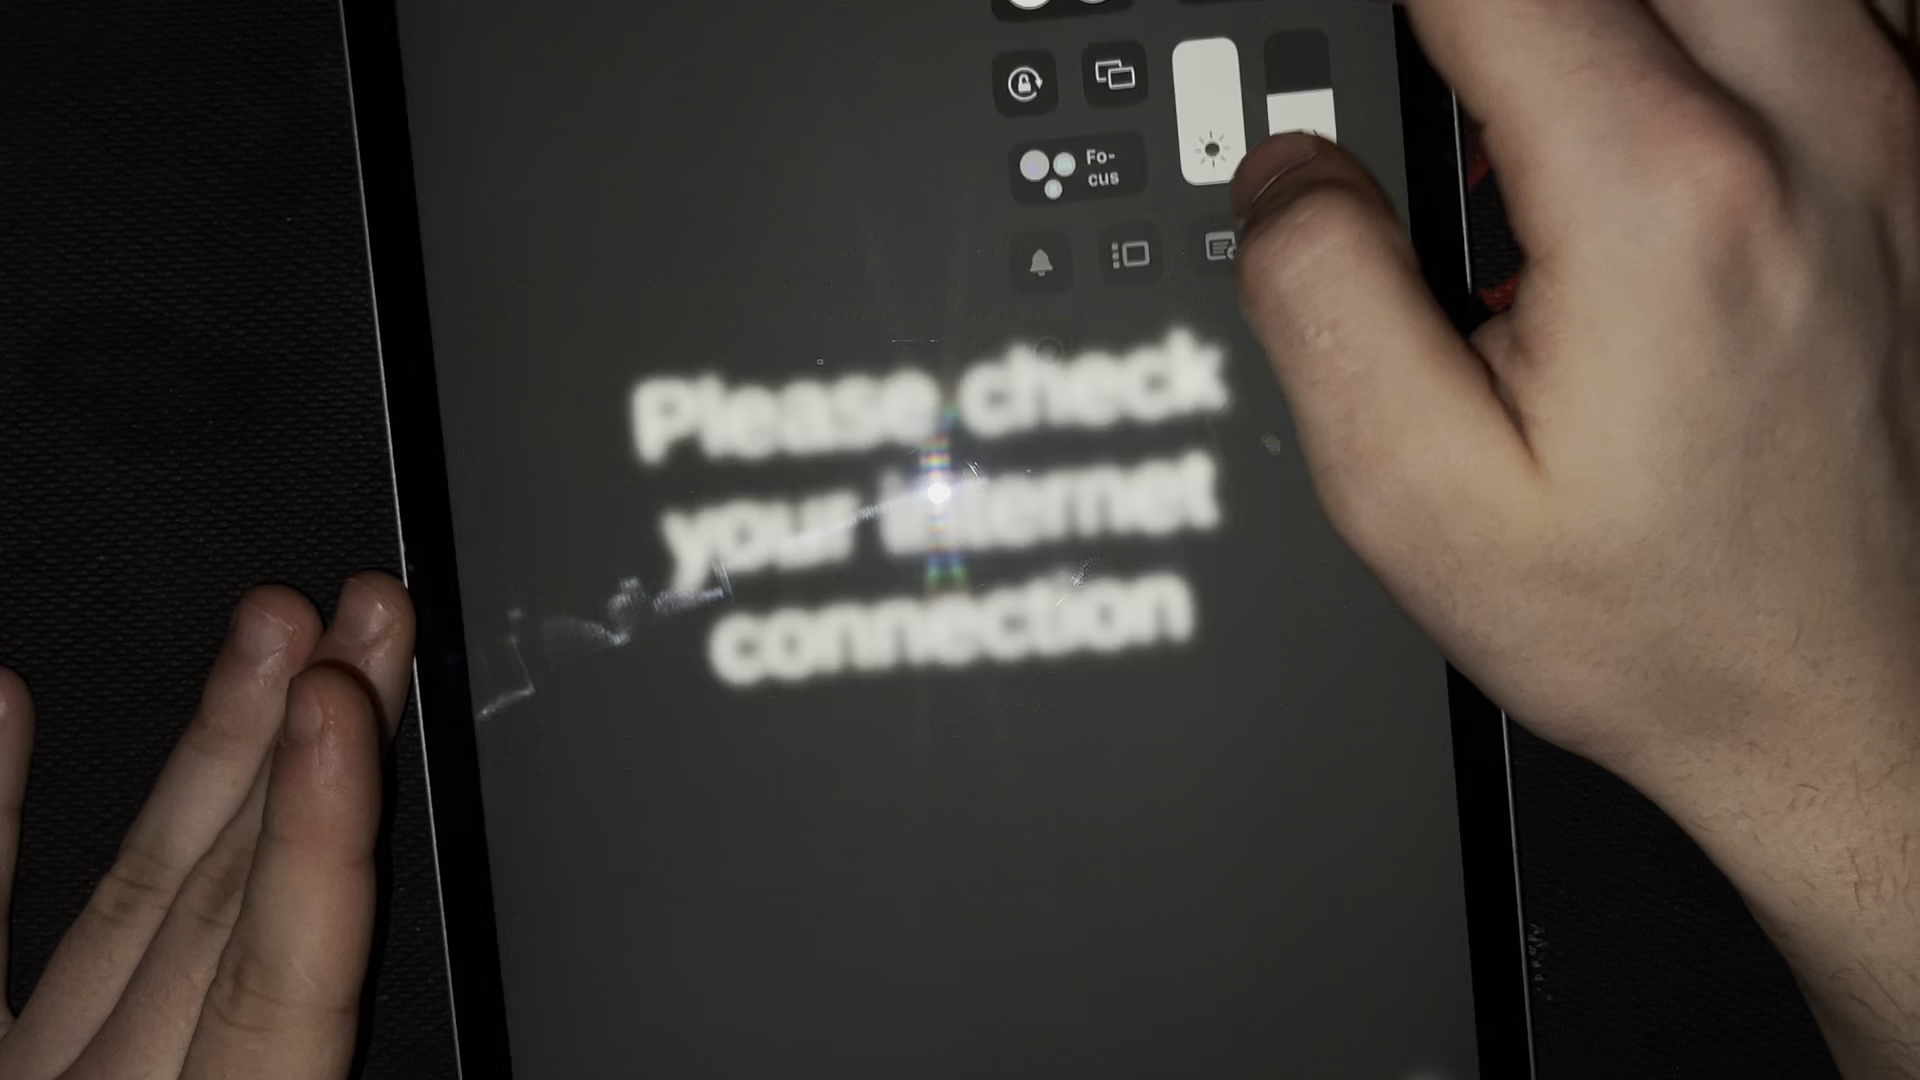 Fo-
cus
Please check
your internet
connection